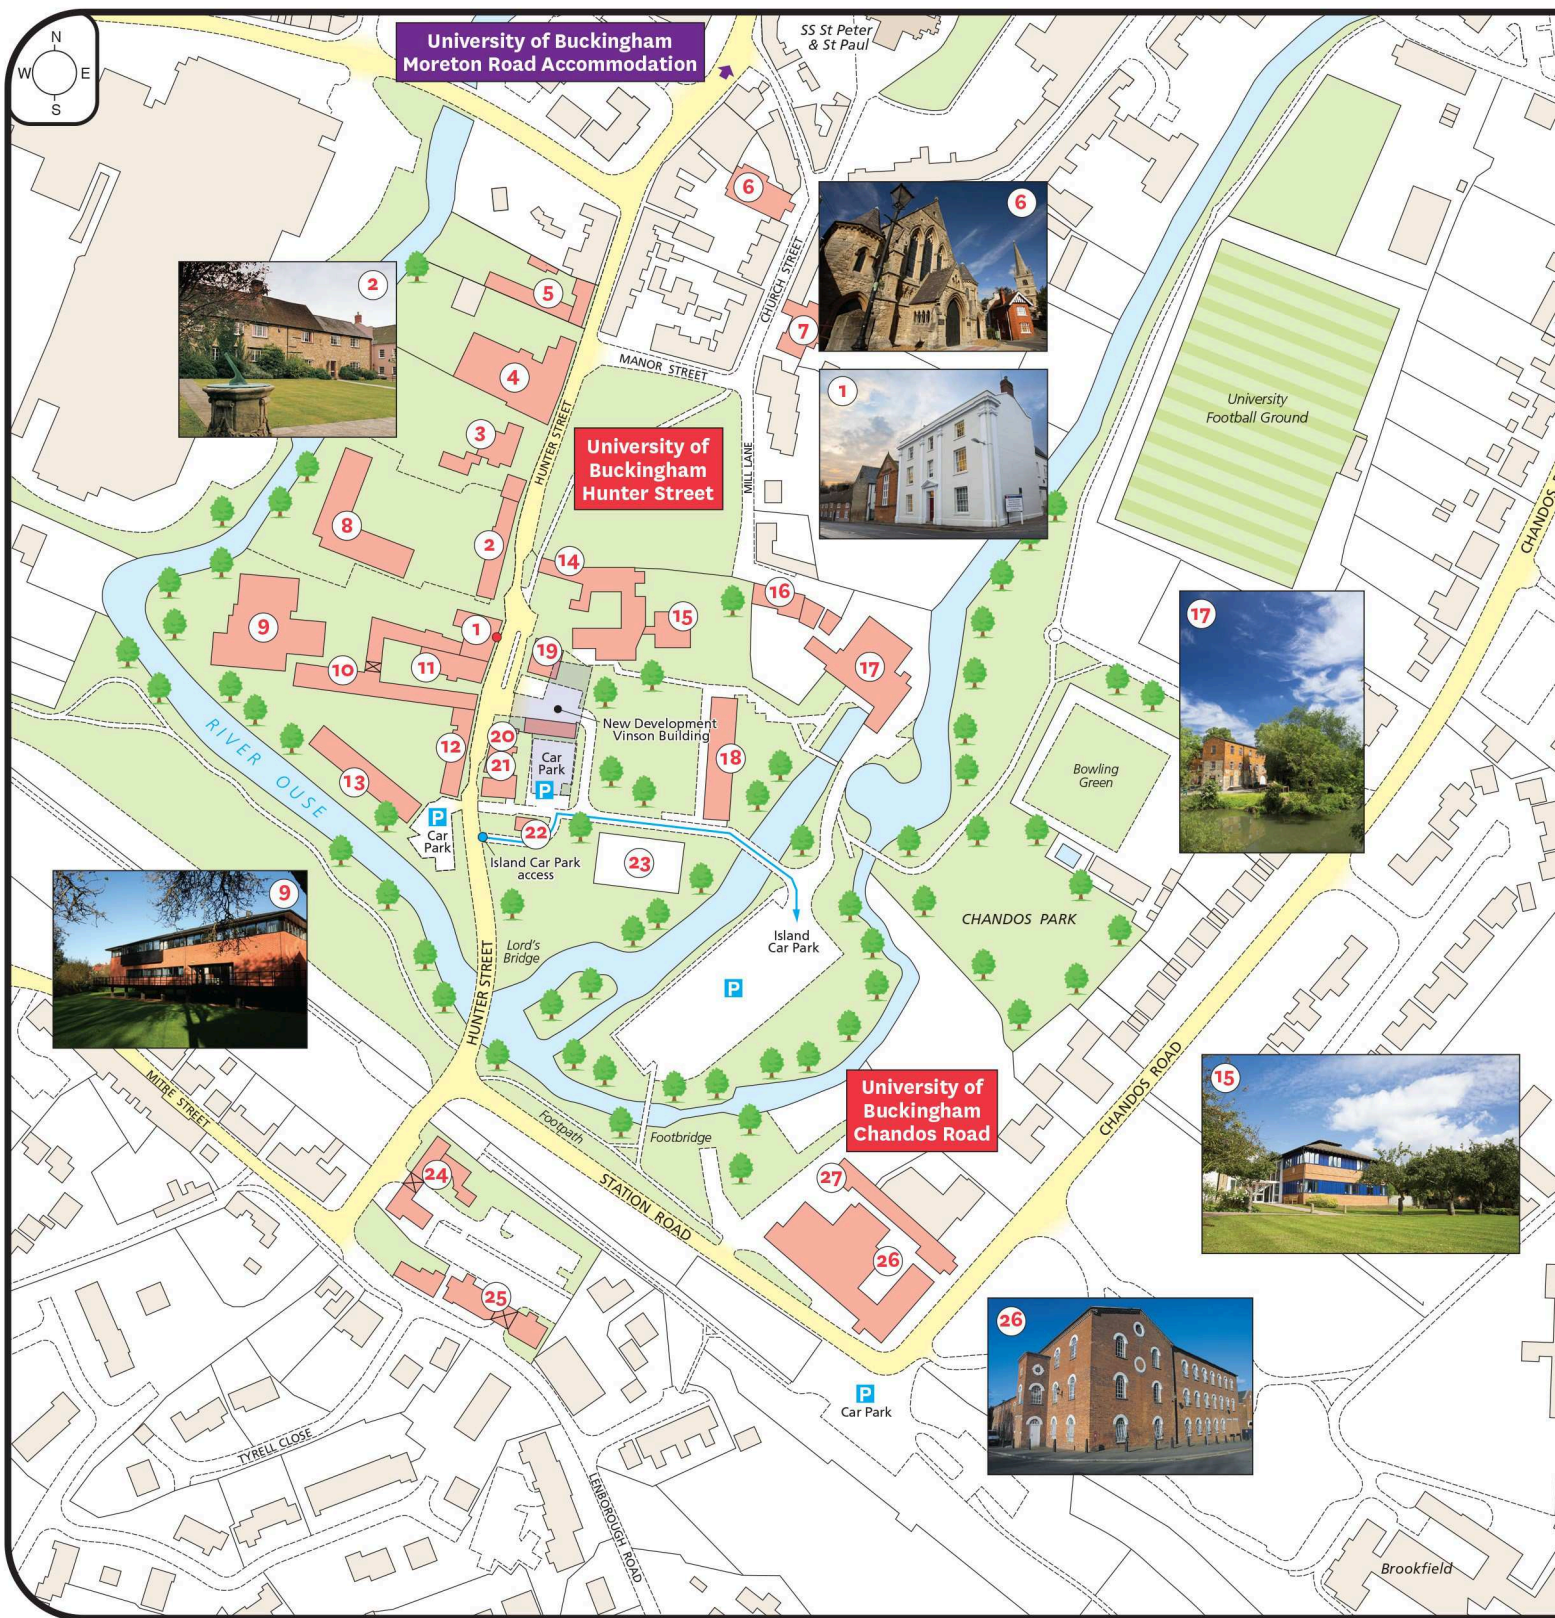 N
W E
S
University of Buckingham
Moreton Road Accommodation
SS St Peter
& St Paul
6
6
2
5
CHURCH STREET
7
MANOR STREET
4
1
University
Football Ground
3
HUNTER STREET
University of
Buckingham
Hunter Street
MILL LANE
CHANDOS
8
2
14
16
17
15
9
1
19
11
10
17
RIVER OUSE
New Development
Vinson Building
20
12
21
Car
Park
P
18
13
Bowling
Green
P
Car
Park
22
Island Car Park
access
23
9
CHANDOS PARK
Island
Car Park
Lord's
Bridge
HUNTER STREET
P
CHANDOS ROAD
MITRE STREET
University of
Buckingham
Chandos Road
15
Footpath
Footbridge
24
STATION ROAD
27
26
25
26
P
Car Park
TYRELL CLOSE
LENBOROUGH ROAD
Brookfield